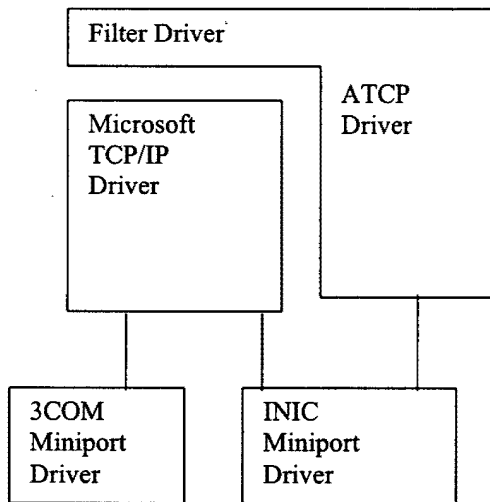 Filter Driver
ATCP
Driver
Microsoft
TCP/IP
Driver
3COM
Miniport
Driver
INIC
Miniport
Driver